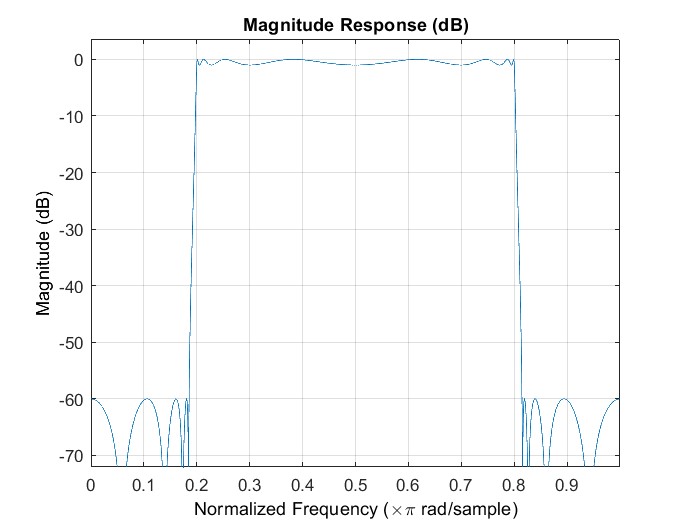 Magnitude Response (dB)
Magnitude (dB)
0
-10
-20
-30
-40
-50
-60
-70
0 0.1 0.2 0.3 0.4 0.5 0.6 0.7 0.8 0.9
Normalized Frequency (×π rad/sample)